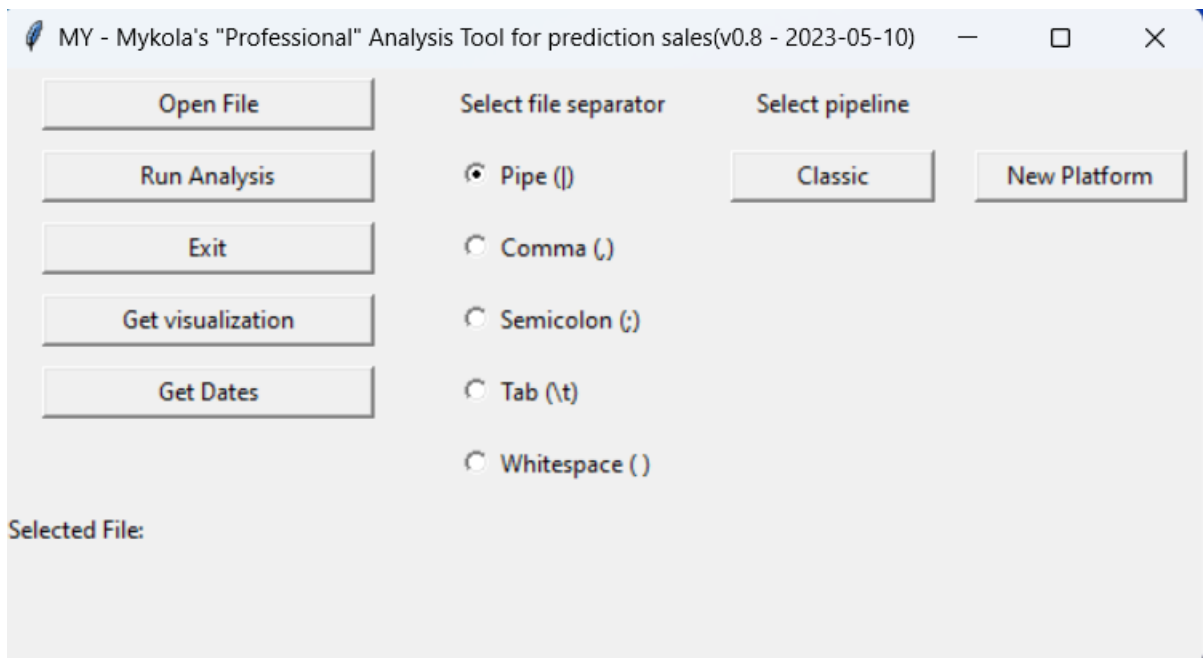 MY - Mykola's "Professional" Analysis Tool for prediction sales(v0.8 - 2023-05-10)
Open File
Select file separator
Select pipeline
Run Analysis
Pipe (|)
Classic
New Platform
Exit
Comma (,)
Get visualization
Semicolon (;)
Get Dates
Tab (\t)
Whitespace ( )
Selected File: